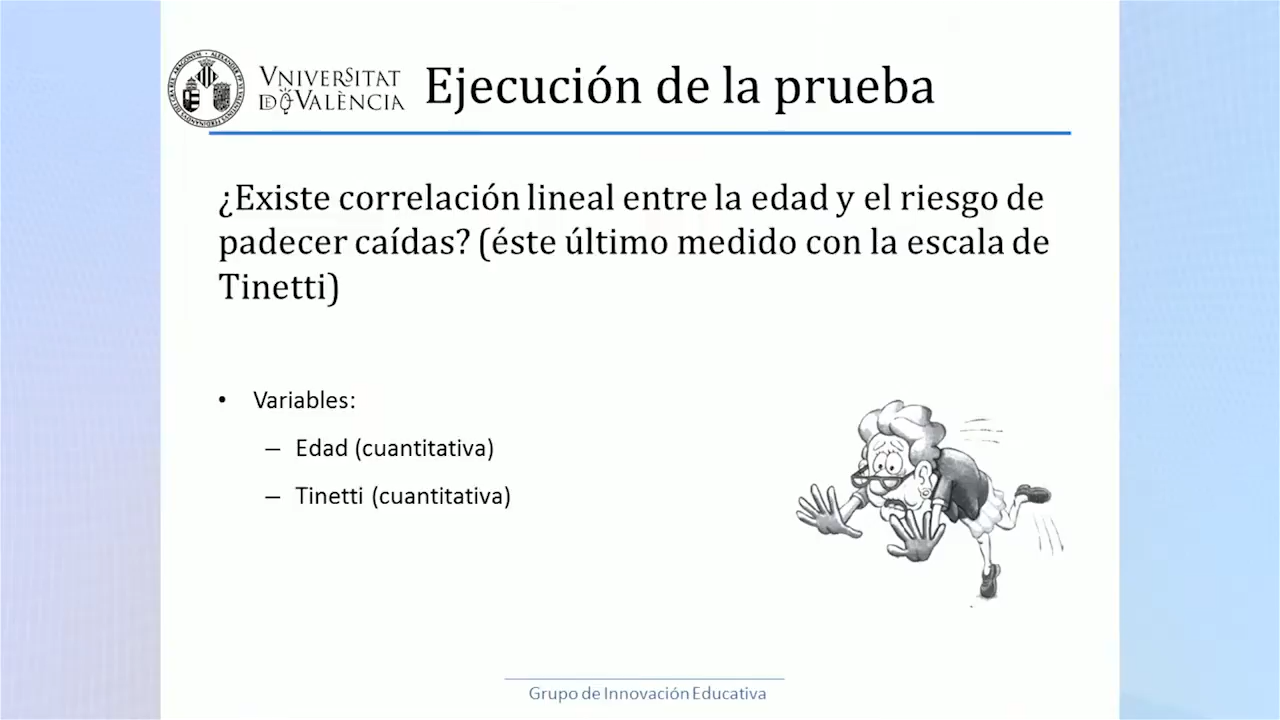 VNIVERSITAT
DE VALÈNCIA
Ejecución de la prueba
¿Existe correlación lineal entre la edad y el riesgo de
padecer caídas? (éste último medido con la escala de
Tinetti)
• Variables:
– Edad (cuantitativa)
– Tinetti (cuantitativa)
Grupo de Innovación Educativa